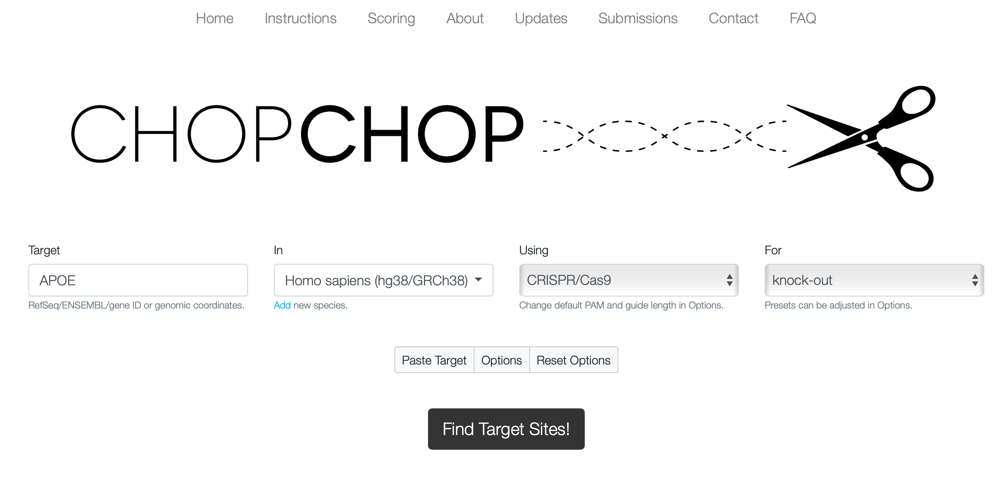 Home Instructions Scoring About Updates Submissions Contact FAQ
CHOPCHOP
Target In Using For
APOE Homo sapiens (hg38/GRCh38) CRISPR/Cas9 knock-out
RefSeq/ENSEMBL/gene ID or genomic coordinates. Add new species. Change default PAM and guide length in Options. Presets can be adjusted in Options.
Paste Target Options Reset Options
Find Target Sites!